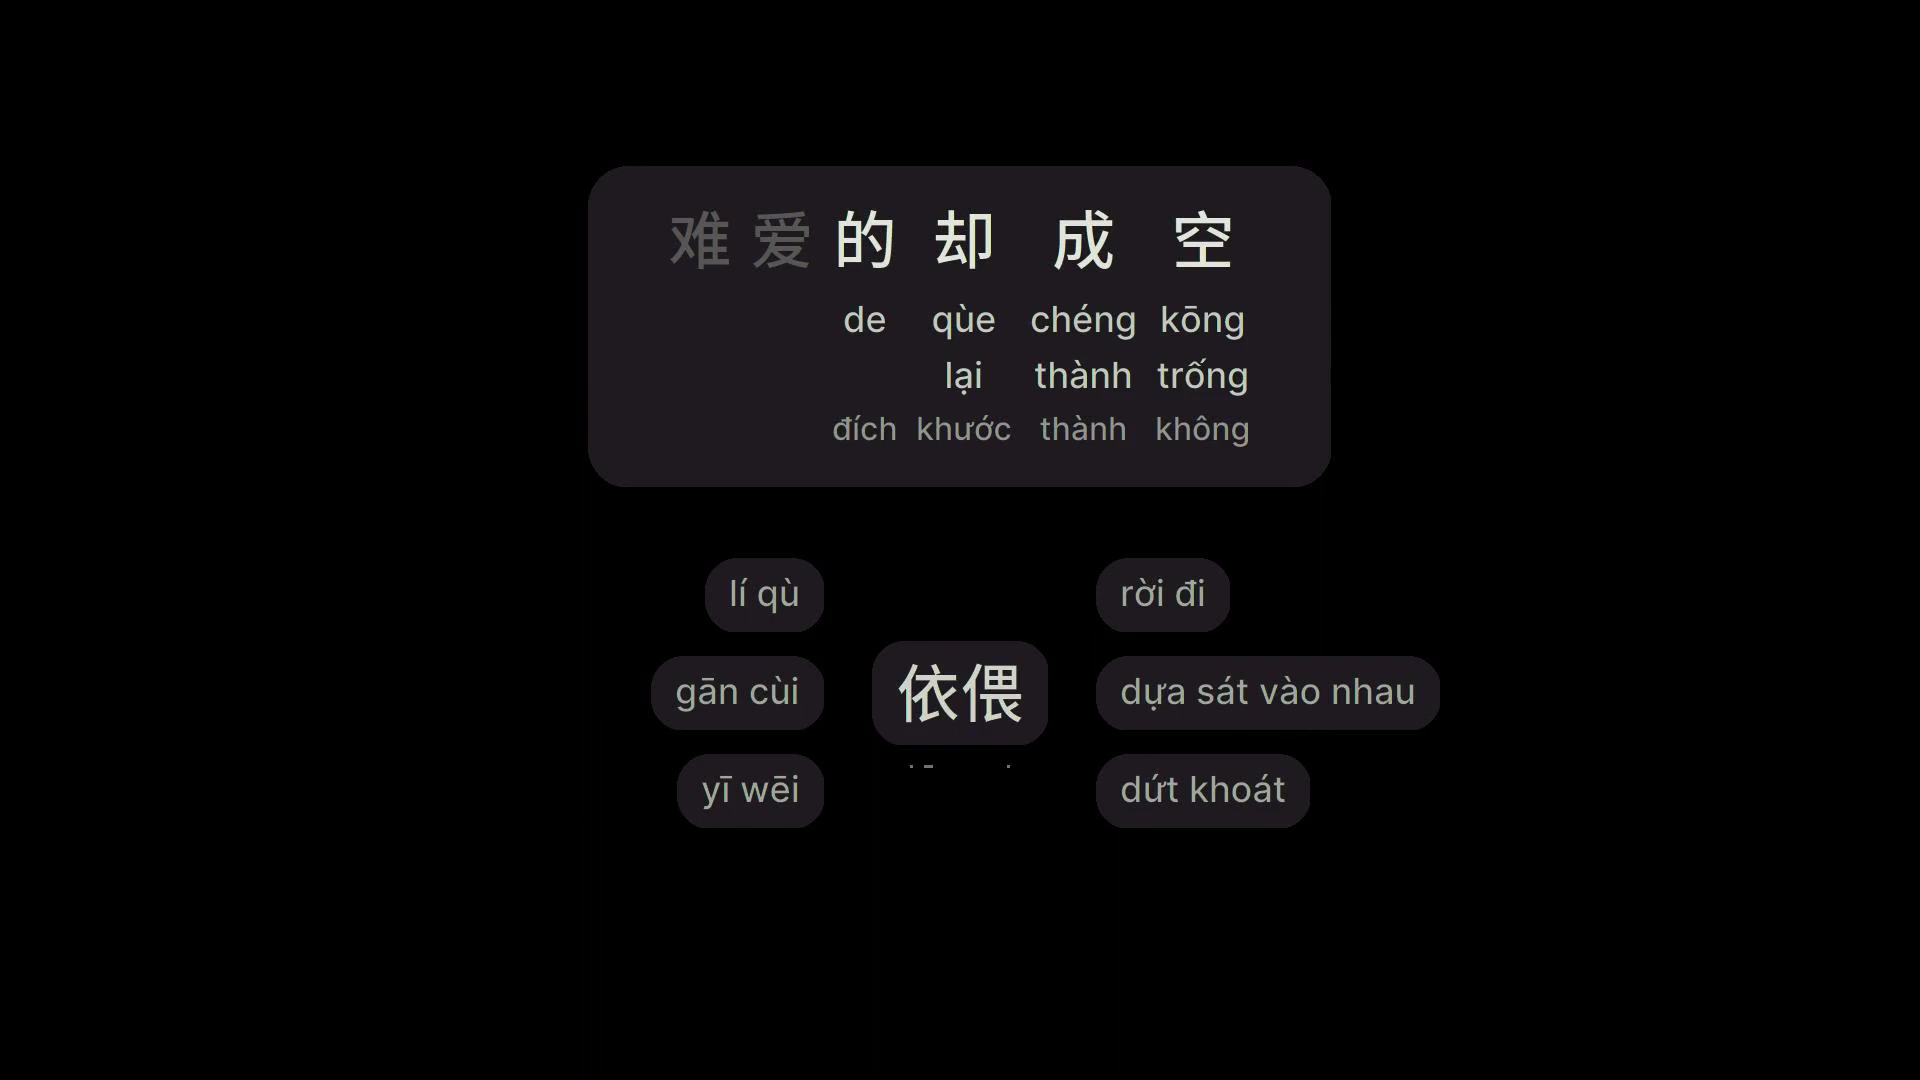 难 爱 的 却 成 空
de qùe chéng kōng
lại thành trống
đích khước thành không
lí qù
rời đi
gān cùi
依偎
dựa sát vào nhau
yī wēi
dứt khoát